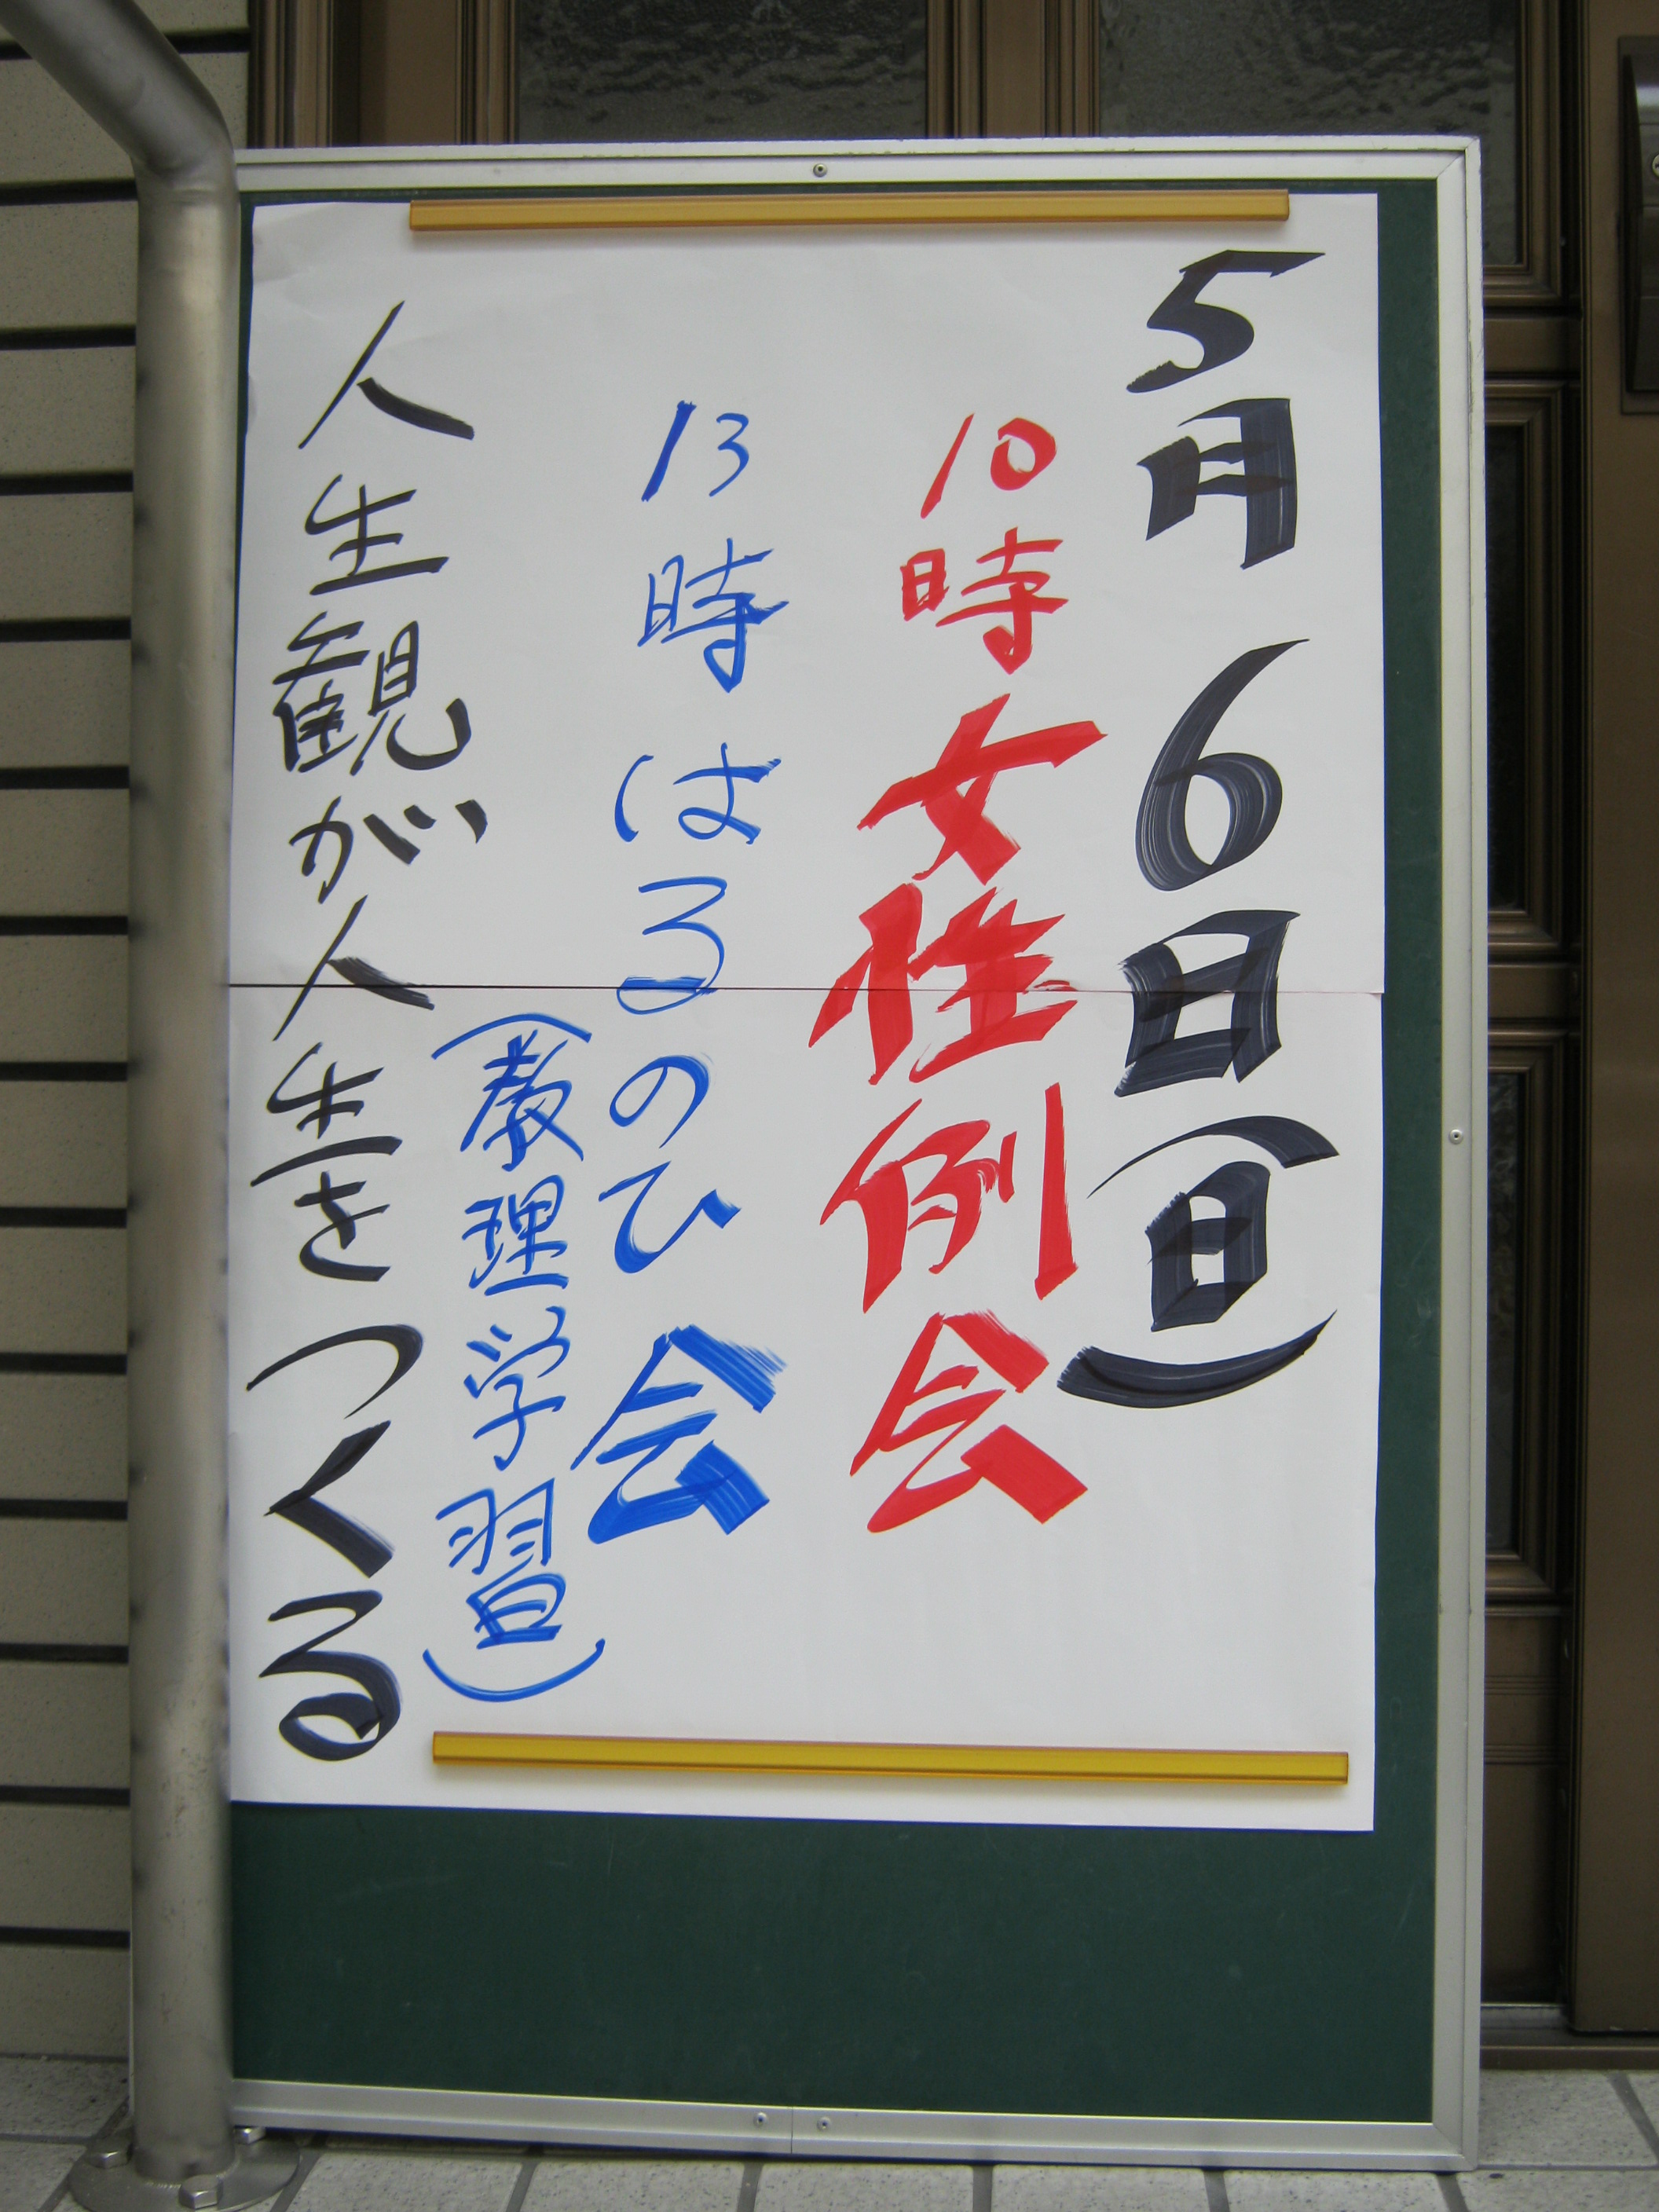 5月6日(日)
10時女性例会
13時はるのひ会
(教理学習)
人生観が人生をつくる